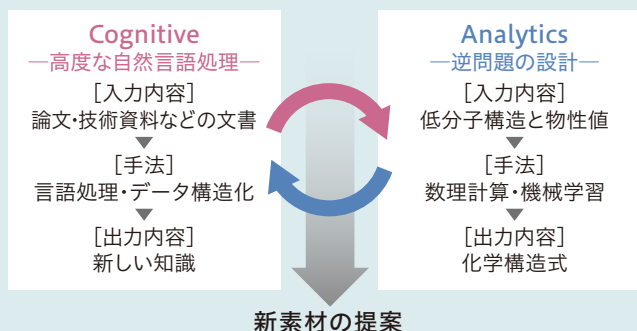 Cognitive
―高度な自然言語処理―
[入力内容]
論文・技術資料などの文書
[手法]
言語処理・データ構造化
[出力内容]
新しい知識
Analytics
―逆問題の設計―
[入力内容]
低分子構造と物性値
[手法]
数理計算・機械学習
[出力内容]
化学構造式
新素材の提案